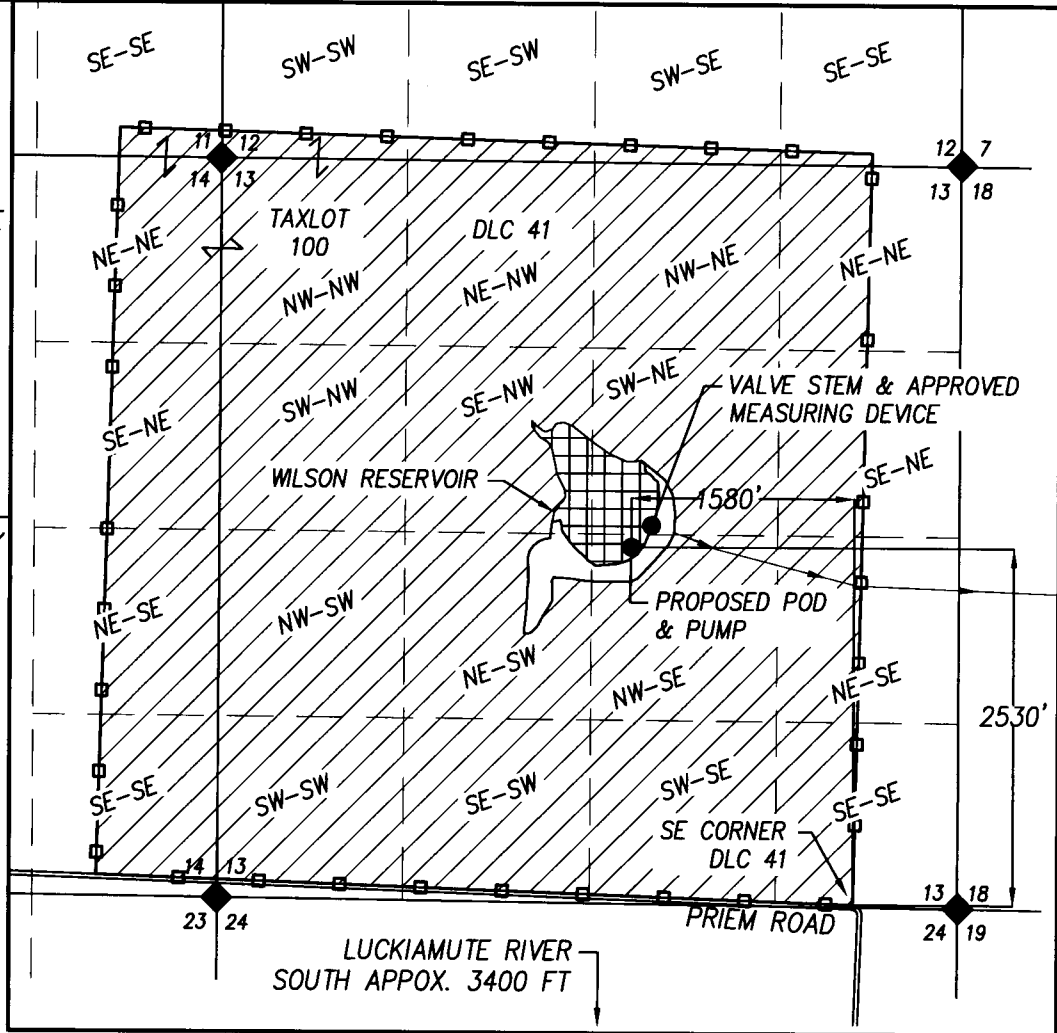 SE-SE
SW-SW
SE-SW
SW-SE
SE-SE
11 12
14 13
12 7
13 18
TAXLOT
100
DLC 41
NE-NE
NW-NW
NE-NW
NW-NE
NE-NE
SE-NE
SW-NW
SE-NW
SW-NE
VALVE STEM & APPROVED
MEASURING DEVICE
SE-NE
WILSON RESERVOIR
1580'
PROPOSED POD
& PUMP
NE-SE
NW-SW
NE-SW
NW-SE
NE-SE
2530'
SE-SE
SW-SW
SE-SW
SW-SE
SE-SE
SE CORNER
DLC 41
14 13
23 24
13 18
24 19
PRIEM ROAD
LUCKIAMUTE RIVER
SOUTH APPOX. 3400 FT